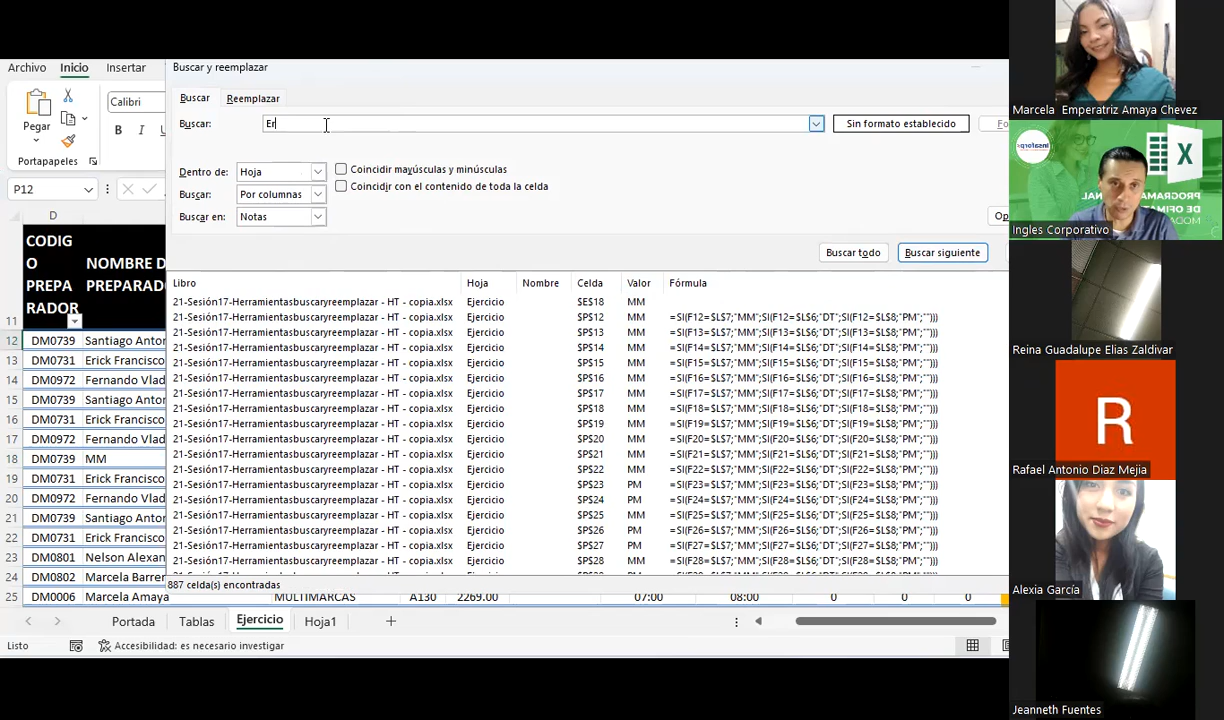 Buscar y reemplazar
Archivo Inicio Insertar
Buscar Reemplazar
Pegar
Calibri
B I
Portapapeles
Buscar: Er
Sin formato establecido
Dentro de: Hoja
Coincidir mayúsculas y minúsculas
Buscar: Por columnas
Coincidir con el contenido de toda la celda
Buscar en: Notas
Op
Buscar todo
Buscar siguiente
P12
D
CODIG
O
PREPA
RADOR
NOMBRE D
PREPARAD
11
Libro Hoja Nombre Celda Valor Fórmula
21-Sesión17-Herramientasbuscaryreemplazar - HT - copia.xlsx Ejercicio $E$18 MM
21-Sesión17-Herramientasbuscaryreemplazar - HT - copia.xlsx Ejercicio $P$12 MM =SI(F12=$L$7;"MM";SI(F12=$L$6;"DT";SI(F12=$L$8;"PM";"")))
21-Sesión17-Herramientasbuscaryreemplazar - HT - copia.xlsx Ejercicio $P$13 MM =SI(F13=$L$7;"MM";SI(F13=$L$6;"DT";SI(F13=$L$8;"PM";"")))
21-Sesión17-Herramientasbuscaryreemplazar - HT - copia.xlsx Ejercicio $P$14 MM =SI(F14=$L$7;"MM";SI(F14=$L$6;"DT";SI(F14=$L$8;"PM";"")))
21-Sesión17-Herramientasbuscaryreemplazar - HT - copia.xlsx Ejercicio $P$15 MM =SI(F15=$L$7;"MM";SI(F15=$L$6;"DT";SI(F15=$L$8;"PM";"")))
21-Sesión17-Herramientasbuscaryreemplazar - HT - copia.xlsx Ejercicio $P$16 MM =SI(F16=$L$7;"MM";SI(F16=$L$6;"DT";SI(F16=$L$8;"PM";"")))
21-Sesión17-Herramientasbuscaryreemplazar - HT - copia.xlsx Ejercicio $P$17 MM =SI(F17=$L$7;"MM";SI(F17=$L$6;"DT";SI(F17=$L$8;"PM";"")))
21-Sesión17-Herramientasbuscaryreemplazar - HT - copia.xlsx Ejercicio $P$18 MM =SI(F18=$L$7;"MM";SI(F18=$L$6;"DT";SI(F18=$L$8;"PM";"")))
21-Sesión17-Herramientasbuscaryreemplazar - HT - copia.xlsx Ejercicio $P$19 MM =SI(F19=$L$7;"MM";SI(F19=$L$6;"DT";SI(F19=$L$8;"PM";"")))
21-Sesión17-Herramientasbuscaryreemplazar - HT - copia.xlsx Ejercicio $P$20 MM =SI(F20=$L$7;"MM";SI(F20=$L$6;"DT";SI(F20=$L$8;"PM";"")))
21-Sesión17-Herramientasbuscaryreemplazar - HT - copia.xlsx Ejercicio $P$21 MM =SI(F21=$L$7;"MM";SI(F21=$L$6;"DT";SI(F21=$L$8;"PM";"")))
21-Sesión17-Herramientasbuscaryreemplazar - HT - copia.xlsx Ejercicio $P$22 MM =SI(F22=$L$7;"MM";SI(F22=$L$6;"DT";SI(F22=$L$8;"PM";"")))
21-Sesión17-Herramientasbuscaryreemplazar - HT - copia.xlsx Ejercicio $P$23 PM =SI(F23=$L$7;"MM";SI(F23=$L$6;"DT";SI(F23=$L$8;"PM";"")))
21-Sesión17-Herramientasbuscaryreemplazar - HT - copia.xlsx Ejercicio $P$24 PM =SI(F24=$L$7;"MM";SI(F24=$L$6;"DT";SI(F24=$L$8;"PM";"")))
21-Sesión17-Herramientasbuscaryreemplazar - HT - copia.xlsx Ejercicio $P$25 MM =SI(F25=$L$7;"MM";SI(F25=$L$6;"DT";SI(F25=$L$8;"PM";"")))
21-Sesión17-Herramientasbuscaryreemplazar - HT - copia.xlsx Ejercicio $P$26 PM =SI(F26=$L$7;"MM";SI(F26=$L$6;"DT";SI(F26=$L$8;"PM";"")))
21-Sesión17-Herramientasbuscaryreemplazar - HT - copia.xlsx Ejercicio $P$27 PM =SI(F27=$L$7;"MM";SI(F27=$L$6;"DT";SI(F27=$L$8;"PM";"")))
21-Sesión17-Herramientasbuscaryreemplazar - HT - copia.xlsx Ejercicio $P$28 MM =SI(F28=$L$7;"MM";SI(F28=$L$6;"DT";SI(F28=$L$8;"PM";"")))
887 celda(s) encontradas
12 DM0739 Santiago Anton
13 DM0731 Erick Francisco
14 DM0972 Fernando Vlad
15 DM0739 Santiago Anton
16 DM0731 Erick Francisco
17 DM0972 Fernando Vlad
18 DM0739 MM
19 DM0731 Erick Francisco
20 DM0972 Fernando Vlad
21 DM0739 Santiago Anton
22 DM0731 Erick Francisco
23 DM0801 Nelson Alexan
24 DM0802 Marcela Barrer
25 DM0006 Marcela Amaya MULTIMARCAS A130 2269.00 07:00 08:00 0 0 0
Portada Tablas Ejercicio Hoja1
Listo Accesibilidad: es necesario investigar
Marcela Emperatriz Amaya Chevez
Insaforp
X
Ingles Corporativo
Reina Guadalupe Elias Zaldivar
R
Rafael Antonio Diaz Mejia
Alexia García
Jeanneth Fuentes